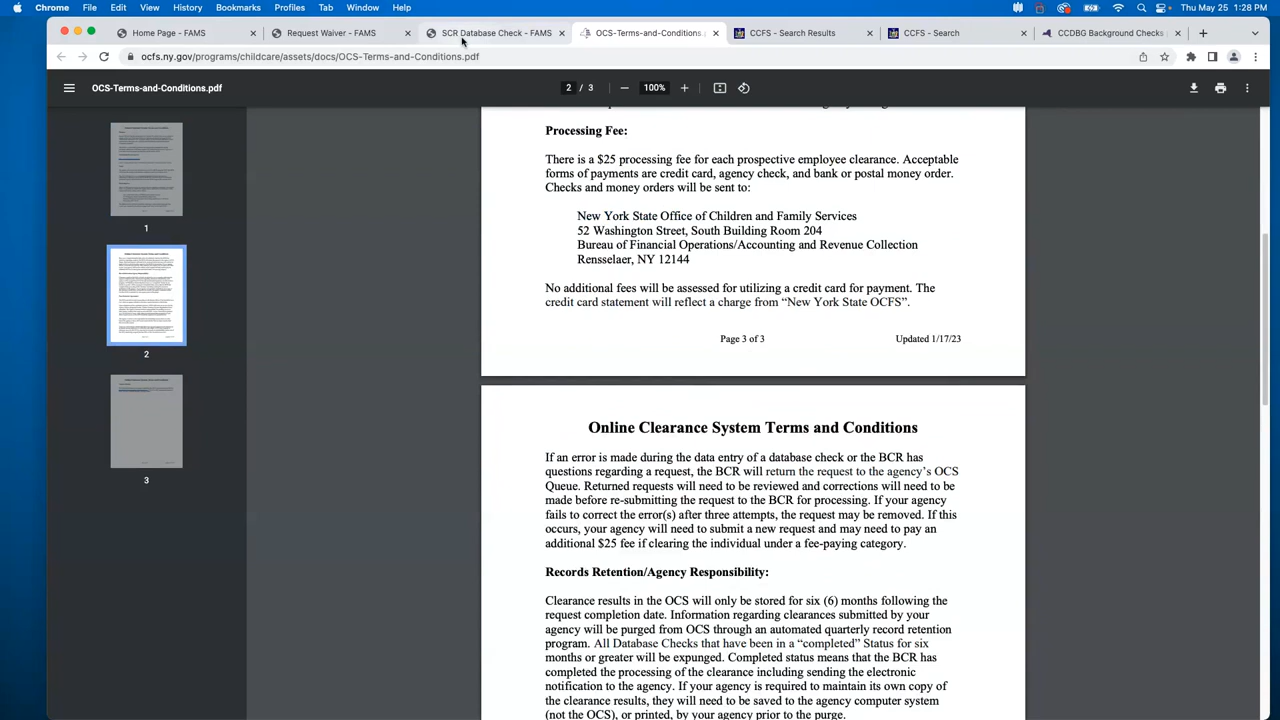 Chrome File Edit View History Bookmarks Profiles Tab Window Help Thu May 25 1:28 PM
Home Page - FAMS Request Waiver - FAMS SCR Database Check - FAMS OCS-Terms-and-Conditions. CCFS - Search Results CCFS - Search CCDBG Background Checks
ocfs.ny.gov/programs/childcare/assets/docs/OCS-Terms-and-Conditions.pdf
OCS-Terms-and-Conditions.pdf 2 / 3 100%
1
2
3
Processing Fee:
There is a $25 processing fee for each prospective employee clearance. Acceptable
forms of payments are credit card, agency check, and bank or postal money order.
Checks and money orders will be sent to:
New York State Office of Children and Family Services
52 Washington Street, South Building Room 204
Bureau of Financial Operations/Accounting and Revenue Collection
Rensselaer, NY 12144
No additional fees will be assessed for utilizing a credit card for payment. The
credit card statement will reflect a charge from “New York State OCFS”.
Page 3 of 3 Updated 1/17/23
Online Clearance System Terms and Conditions
If an error is made during the data entry of a database check or the BCR has
questions regarding a request, the BCR will return the request to the agency’s OCS
Queue. Returned requests will need to be reviewed and corrections will need to be
made before re-submitting the request to the BCR for processing. If your agency
fails to correct the error(s) after three attempts, the request may be removed. If this
occurs, your agency will need to submit a new request and may need to pay an
additional $25 fee if clearing the individual under a fee-paying category.
Records Retention/Agency Responsibility:
Clearance results in the OCS will only be stored for six (6) months following the
request completion date. Information regarding clearances submitted by your
agency will be purged from OCS through an automated quarterly record retention
program. All Database Checks that have been in a “completed” Status for six
months or greater will be expunged. Completed status means that the BCR has
completed the processing of the clearance including sending the electronic
notification to the agency. If your agency is required to maintain its own copy of
the clearance results, they will need to be saved to the agency computer system
(not the OCS), or printed, by your agency prior to the purge.